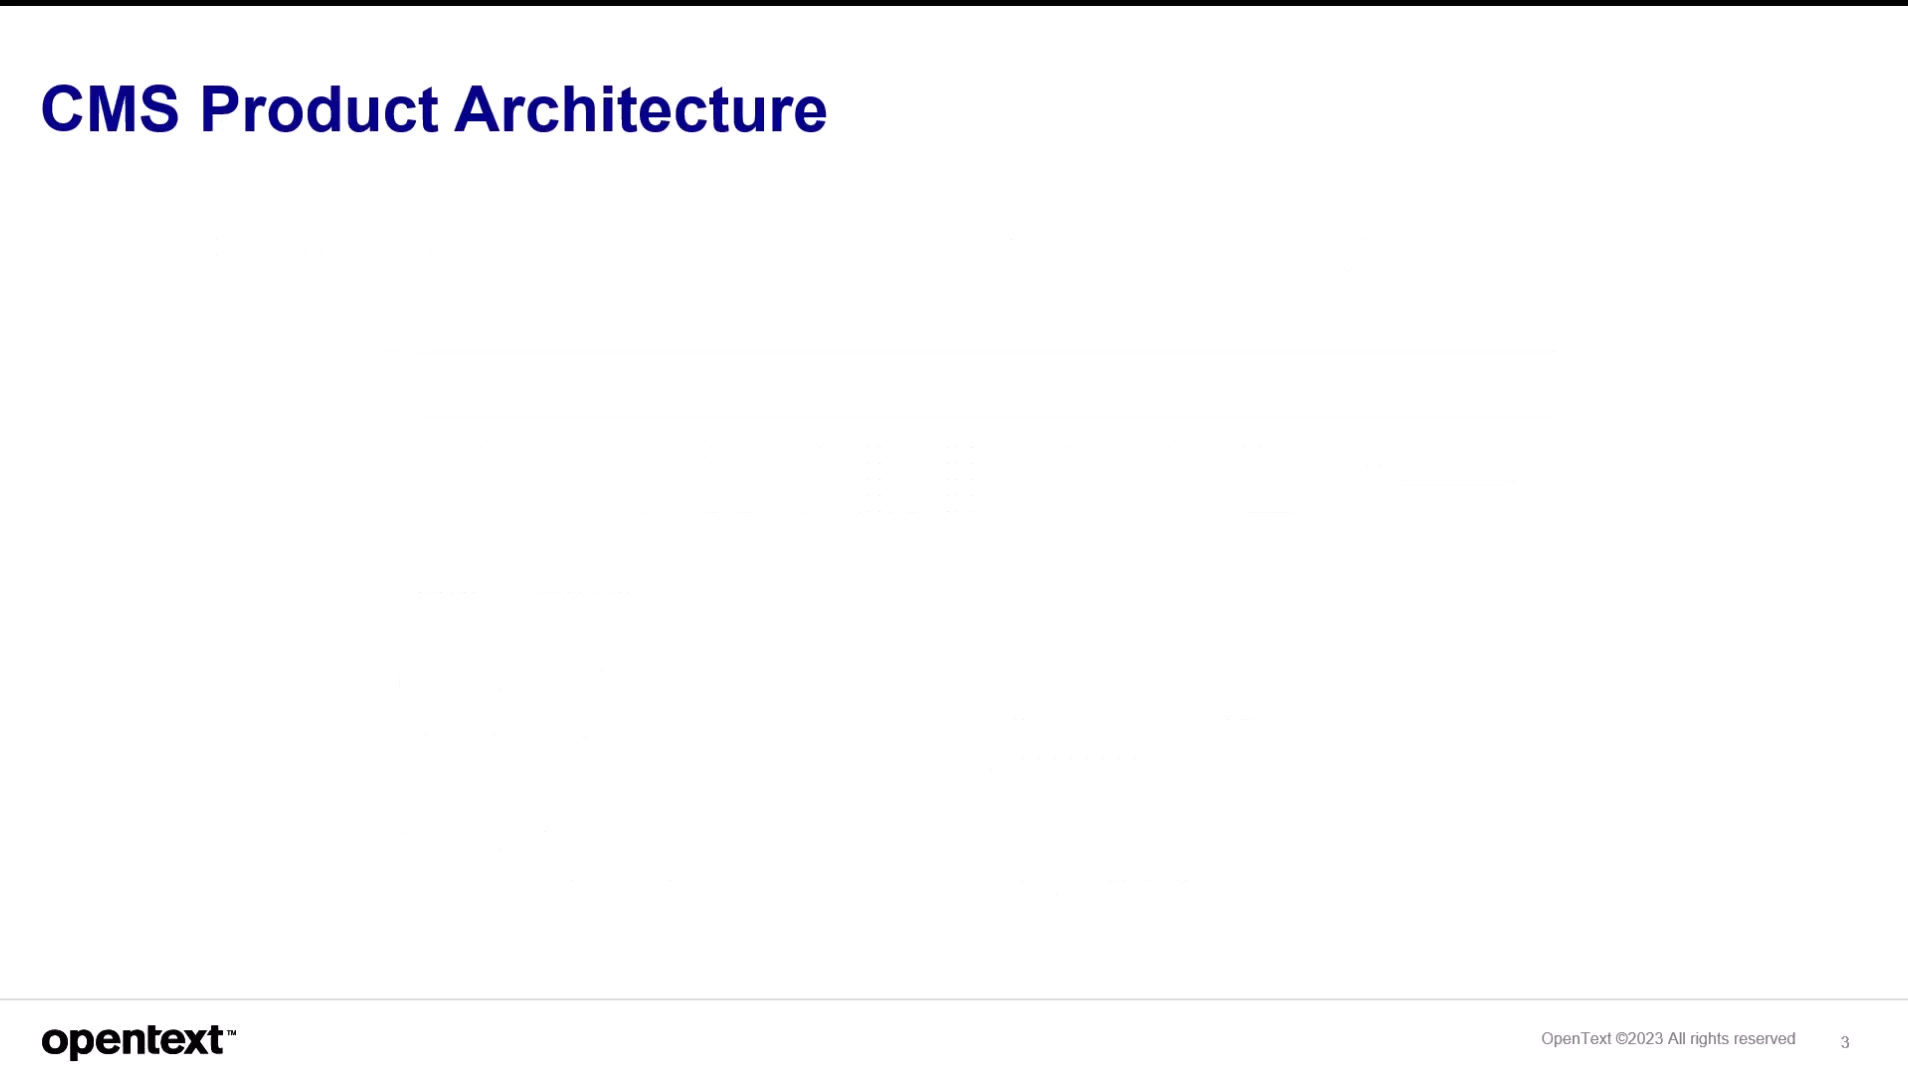 CMS Product Architecture
opentext™
OpenText ©2023 All rights reserved
3